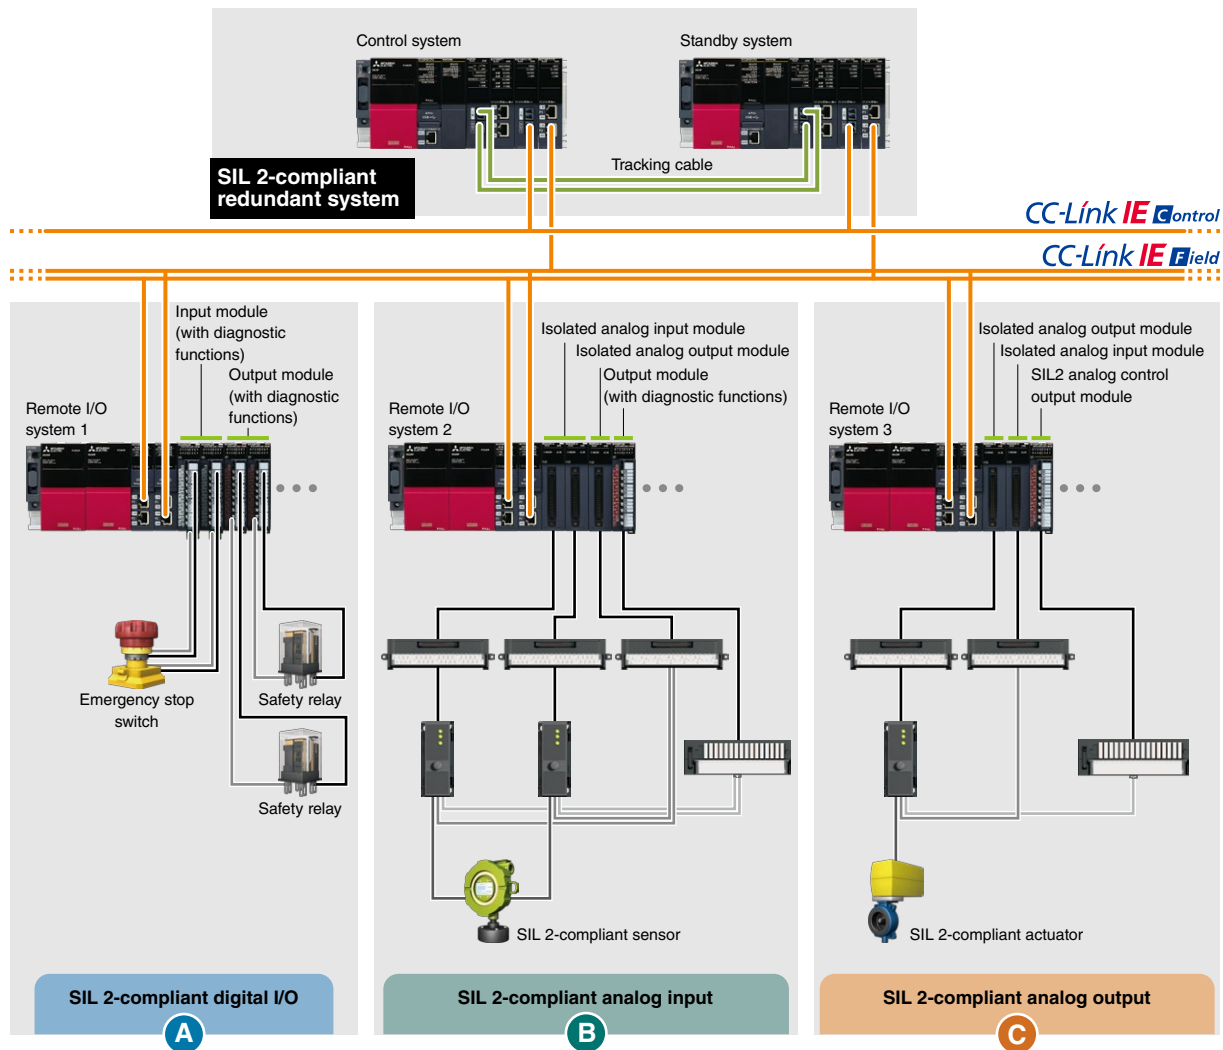 Control system
Standby system
Tracking cable
SIL 2-compliant
redundant system
CC-Link IE Control
CC-Link IE Field
Input module
(with diagnostic
functions)
Output module
(with diagnostic
functions)
Remote I/O
system 1
Emergency stop
switch
Safety relay
Safety relay
SIL 2-compliant digital I/O
A
Isolated analog input module
Isolated analog output module
Output module
(with diagnostic functions)
Remote I/O
system 2
SIL 2-compliant sensor
SIL 2-compliant analog input
B
Isolated analog output module
Isolated analog input module
SIL2 analog control
output module
Remote I/O
system 3
SIL 2-compliant actuator
SIL 2-compliant analog output
C